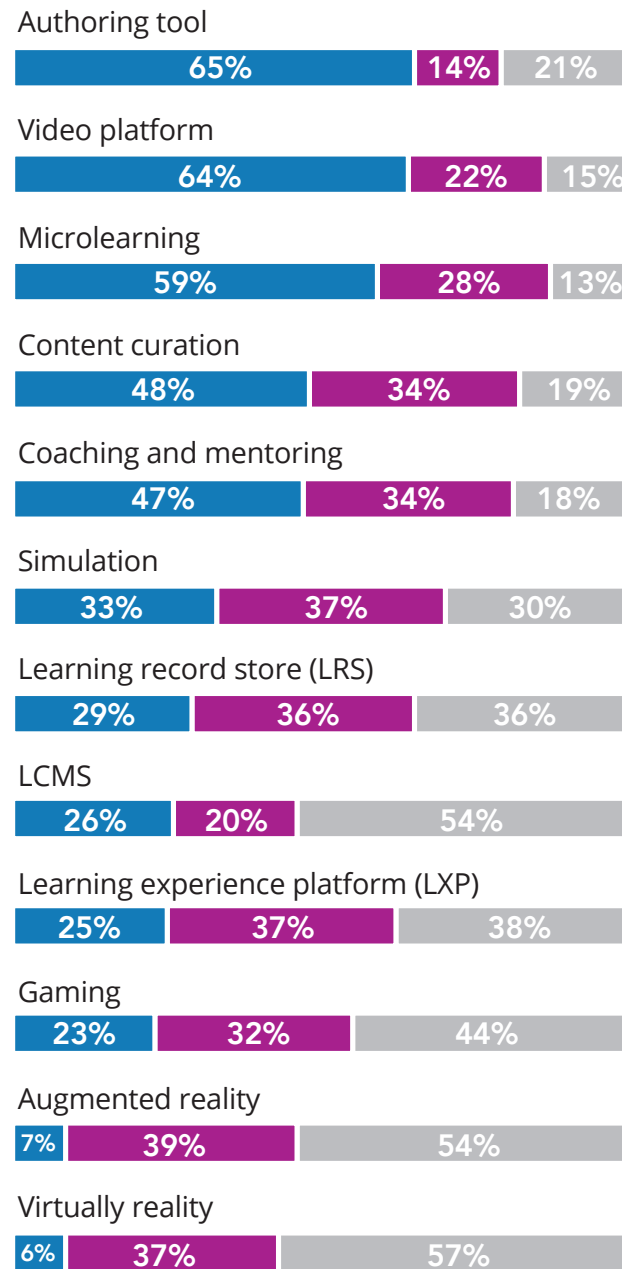 Authoring tool
65% 14% 21%
Video platform
64% 22% 15%
Microlearning
59% 28% 13%
Content curation
48% 34% 19%
Coaching and mentoring
47% 34% 18%
Simulation
33% 37% 30%
Learning record store (LRS)
29% 36% 36%
LCMS
26% 20% 54%
Learning experience platform (LXP)
25% 37% 38%
Gaming
23% 32% 44%
Augmented reality
7% 39% 54%
Virtually reality
6% 37% 57%